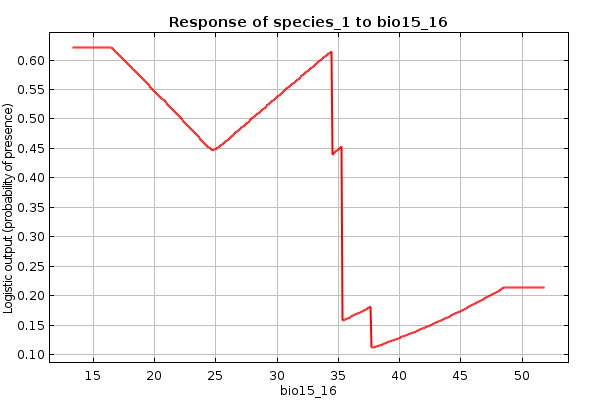 Response of species_1 to bio15_16
Logistic output (probability of presence)
0.60
0.55
0.50
0.45
0.40
0.35
0.30
0.25
0.20
0.15
0.10
15 20 25 30 35 40 45 50
bio15_16